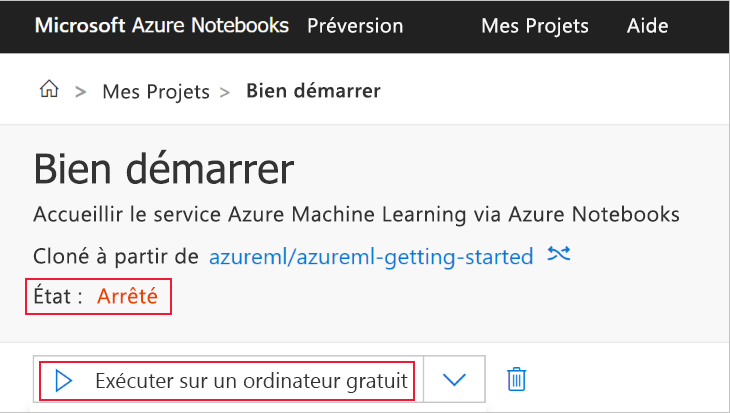 Microsoft Azure Notebooks Préversion Mes Projets Aide
> Mes Projets > Bien démarrer
Bien démarrer
Accueillir le service Azure Machine Learning via Azure Notebooks
Cloné à partir de azureml/azureml-getting-started
État : Arrêté
Exécuter sur un ordinateur gratuit